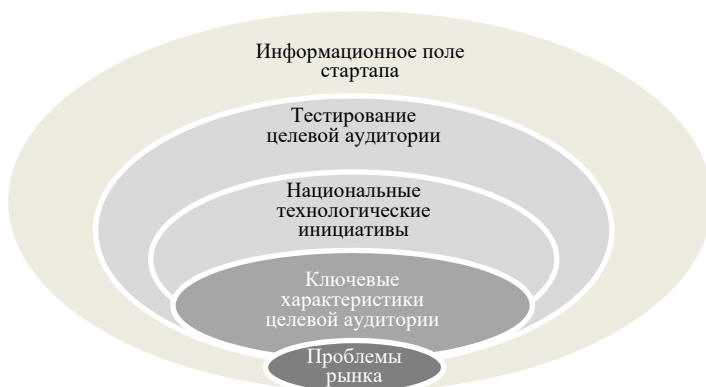 Информационное поле
стартапа
Тестирование
целевой аудитории
Национальные
технологические
инициативы
Ключевые
характеристики
целевой аудитории
Проблемы
рынка